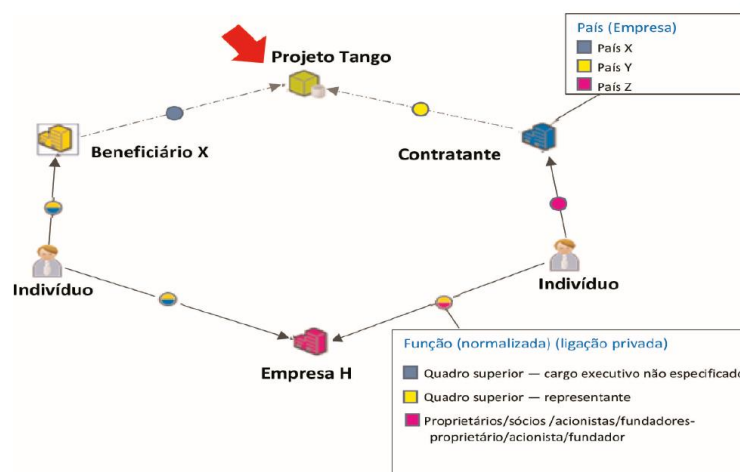 País (Empresa)
País X
País Y
País Z
Projeto Tango
Beneficiário X
Contratante
Indivíduo
Indivíduo
Empresa H
Função (normalizada) (ligação privada)
Quadro superior — cargo executivo não especificado
Quadro superior — representante
Proprietários/sócios /acionistas/fundadores-
proprietário/acionista/fundador